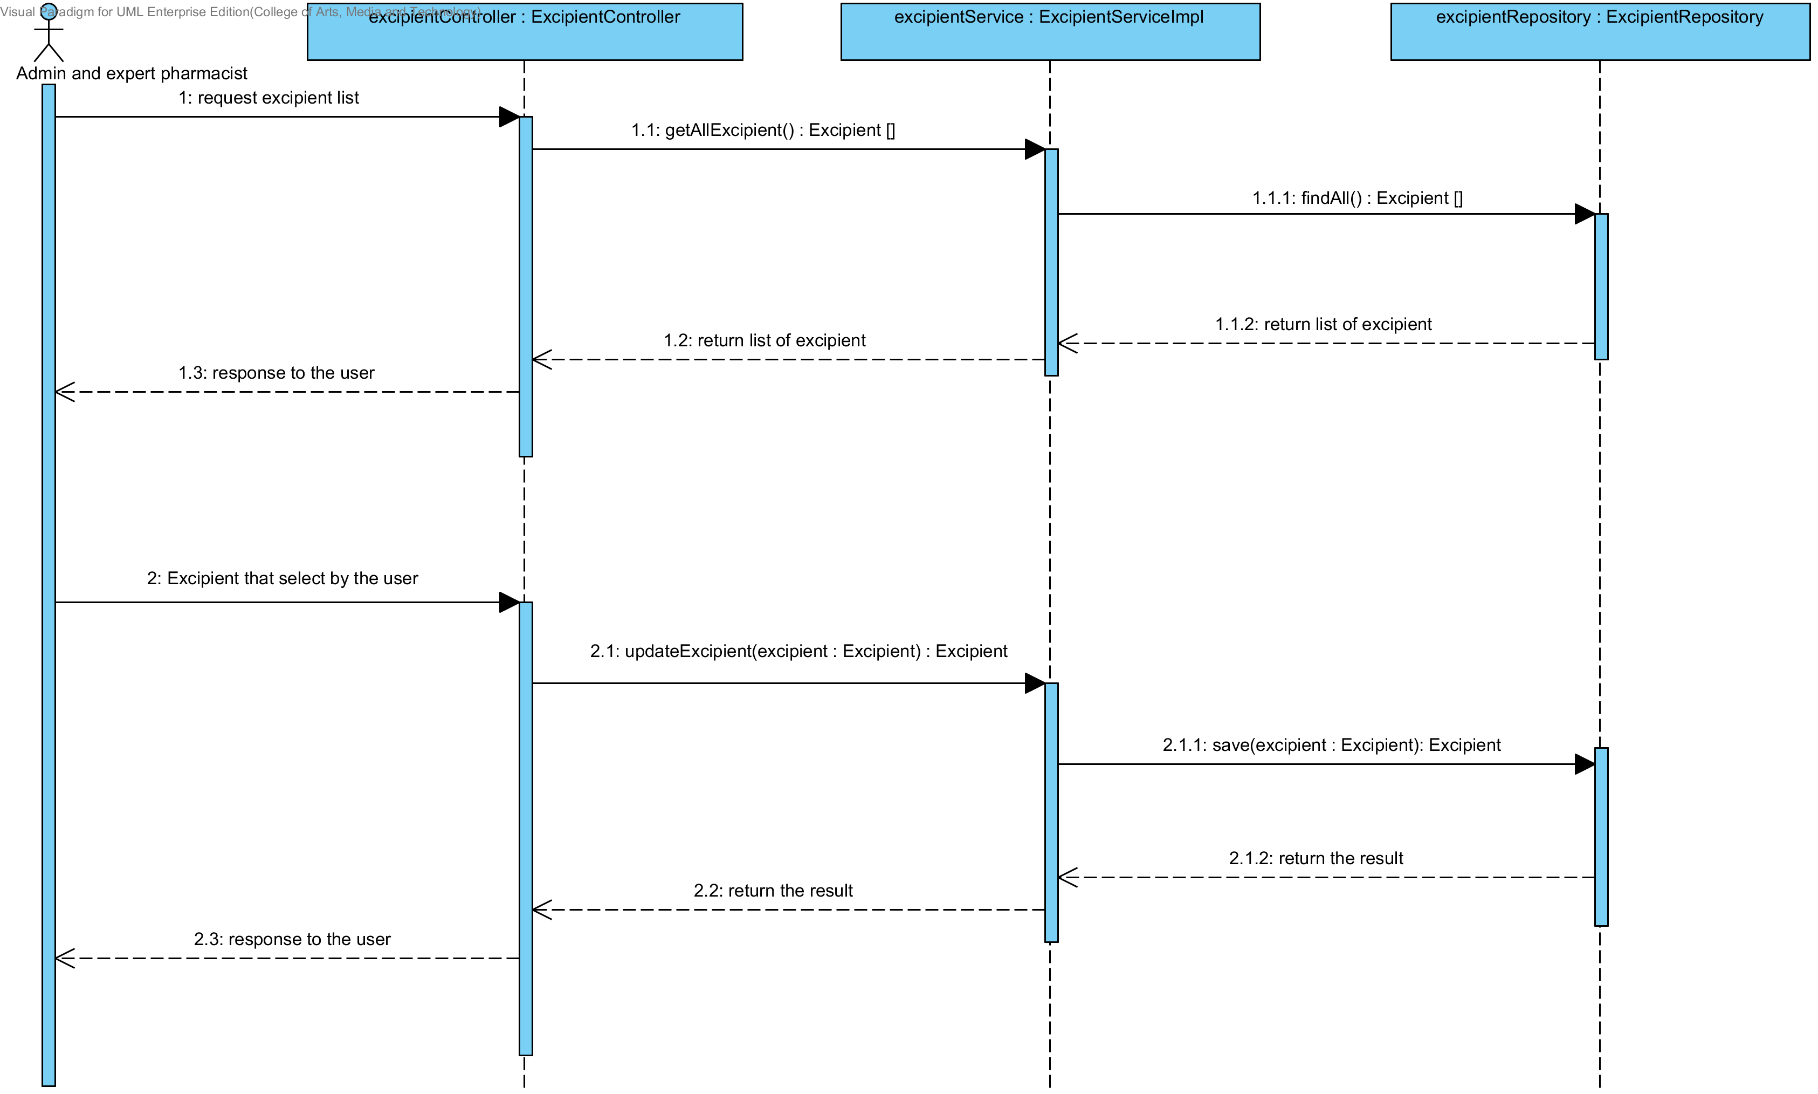 Visual Paradigm for UML Enterprise Edition(College of Arts, Media and Technology)
excipientController : ExcipientController
excipientService : ExcipientServiceImpl
excipientRepository : ExcipientRepository
Admin and expert pharmacist
1: request excipient list
1.1: getAllExcipient() : Excipient []
1.1.1: findAll() : Excipient []
1.1.2: return list of excipient
1.2: return list of excipient
1.3: response to the user
2: Excipient that select by the user
2.1: updateExcipient(excipient : Excipient) : Excipient
2.1.1: save(excipient : Excipient): Excipient
2.1.2: return the result
2.2: return the result
2.3: response to the user